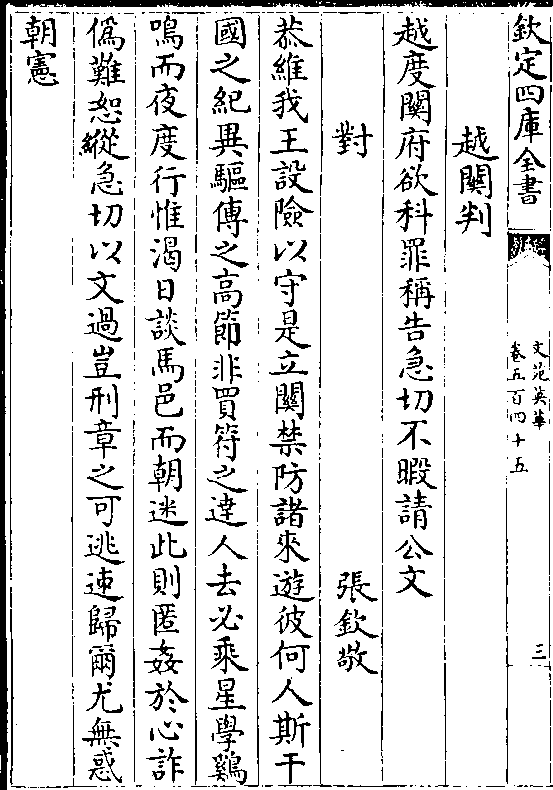 欽定四庫全書
文苑英華
卷五百四十五
三
越關判
越度關府欲科罪稱告急切不暇請公文
對
張欽敬
恭維我王設險以守是立關禁防諸來遊彼何人斯干
國之紀異驅傳之高節非買符之達人去必乘星學鷄
鳴而夜度行惟渴日談馬邑而朝迷此則匿姦於心詐
僞難恕縱急切以文過豈刑章之可逃速歸爾尤無惑
朝憲